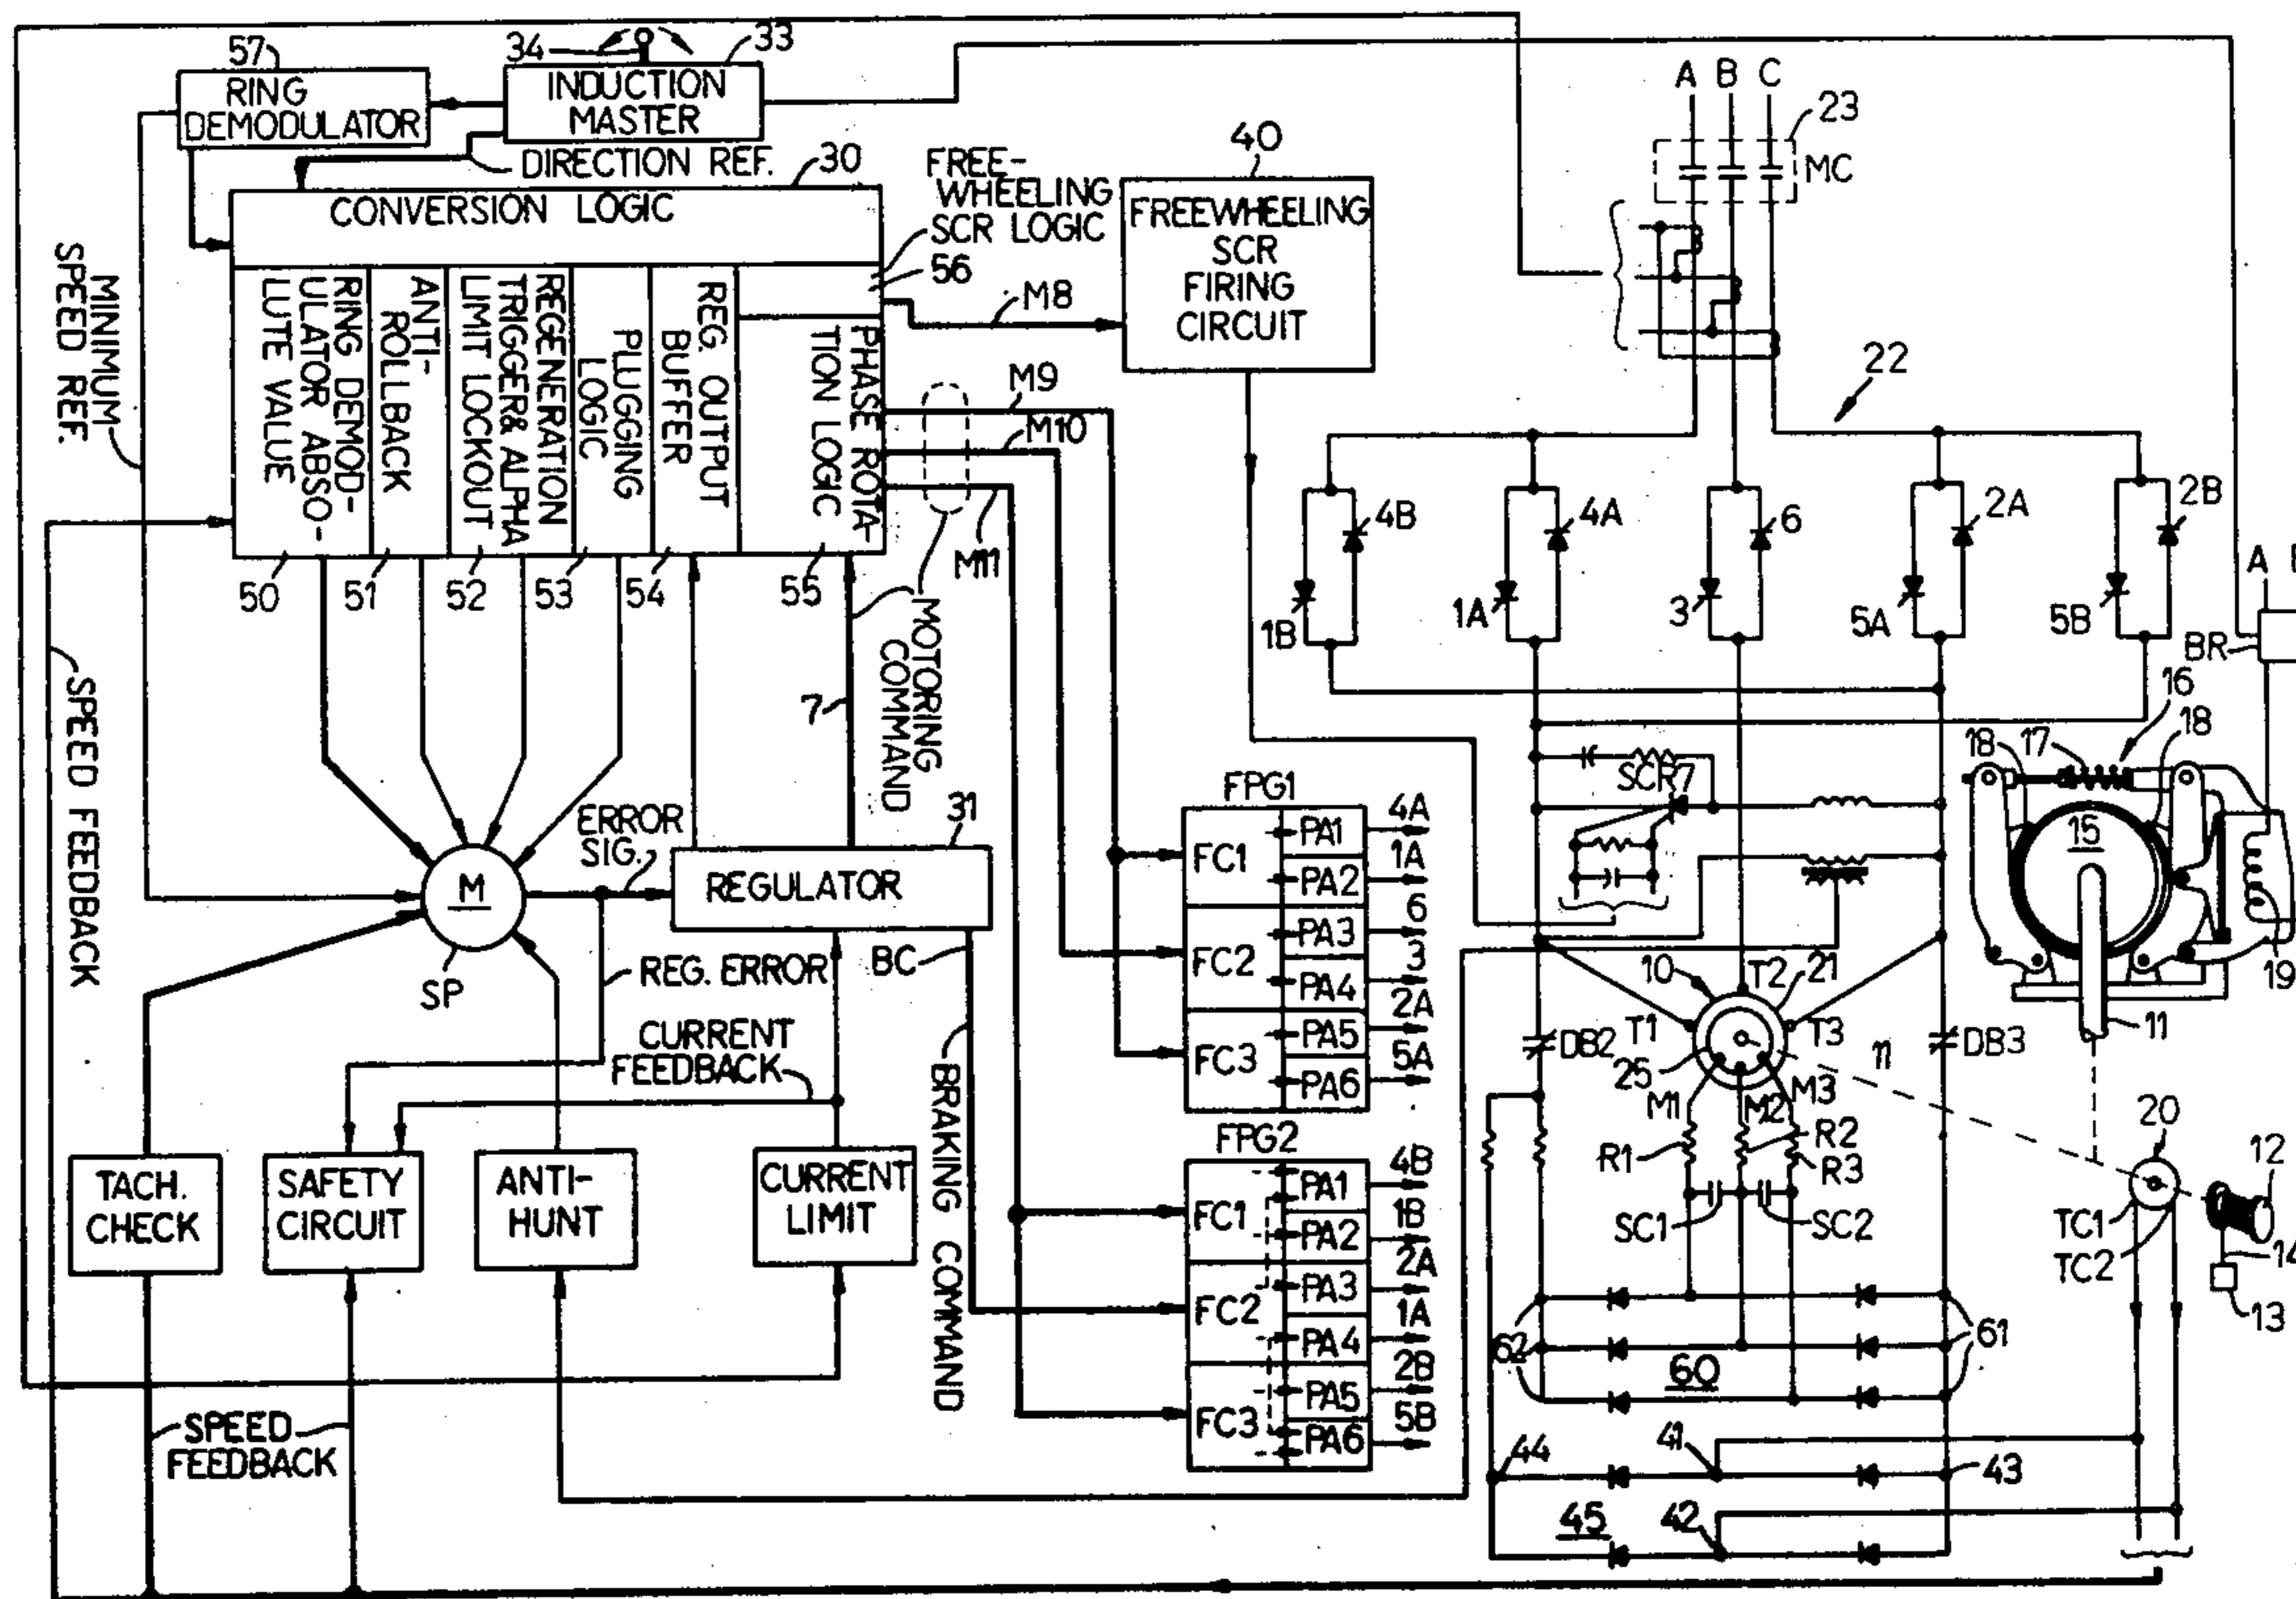 57
34
33
RING
DEMODULATOR
INDUCTION
MASTER
DIRECTION REF.
30
FREE-
WHEELING
SCR LOGIC
56
CONVERSION LOGIC
MINIMUM
SPEED REF.
RING DEMOD-
ULATOR ABSO-
LUTE VALUE
ANTI-
ROLLBACK
REGENERATION
TRIGGER& ALPHA
LIMIT LOCKOUT
PLUGGING
LOGIC
REG. OUTPUT
BUFFER
PHASE ROTA-
TION LOGIC
50
51
52
53
54
55
M8
M9
M10
M11
40
FREEWHEELING
SCR
FIRING
CIRCUIT
A B C
23
MC
22
4B
4A
6
2A
2B
1B
1A
3
5A
5B
A
BR
16
18
17
18
15
19
11
SPEED FEEDBACK
7
MOTORING
COMMAND
ERROR
SIG.
31
M
SP
REGULATOR
REG. ERROR
BC
CURRENT
FEEDBACK
BRAKING COMMAND
TACH.
CHECK
SAFETY
CIRCUIT
ANTI-
HUNT
CURRENT
LIMIT
SPEED
FEEDBACK
FPG1
FC1
FC2
FC3
PA1
PA2
PA3
PA4
PA5
PA6
4A
1A
6
3
2A
5A
FPG2
FC1
FC2
FC3
PA1
PA2
PA3
PA4
PA5
PA6
4B
1B
2A
1A
2B
5B
SCR7
10
T2
21
T1
T3
25
DB2
DB3
11
M1
M2
M3
R1
R2
R3
SC1
SC2
20
12
TC1
TC2
14
13
62
60
61
44
41
43
45
42